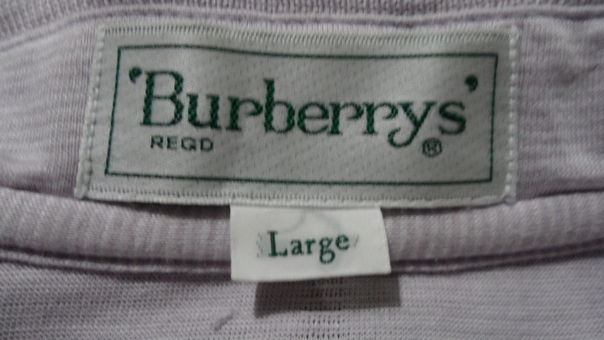 'Burberrys'
REGD ®
Large